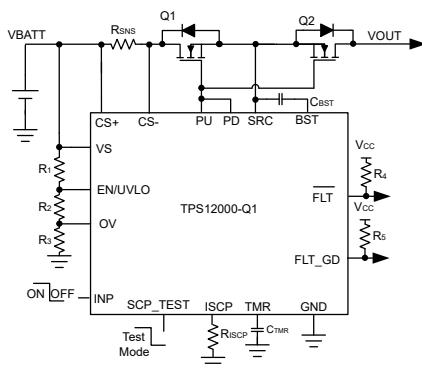 Q1
Q2
VBATT
RSNS
VOUT
CBST
CS+
CS-
PU
PD
SRC
BST
VS
R1
EN/UVLO
R2
OV
R3
TPS12000-Q1
VCC
R4
FLT
VCC
R5
FLT_GD
ON
OFF
INP
SCP_TEST
ISCP
TMR
GND
Test
Mode
RISCP
CTMR